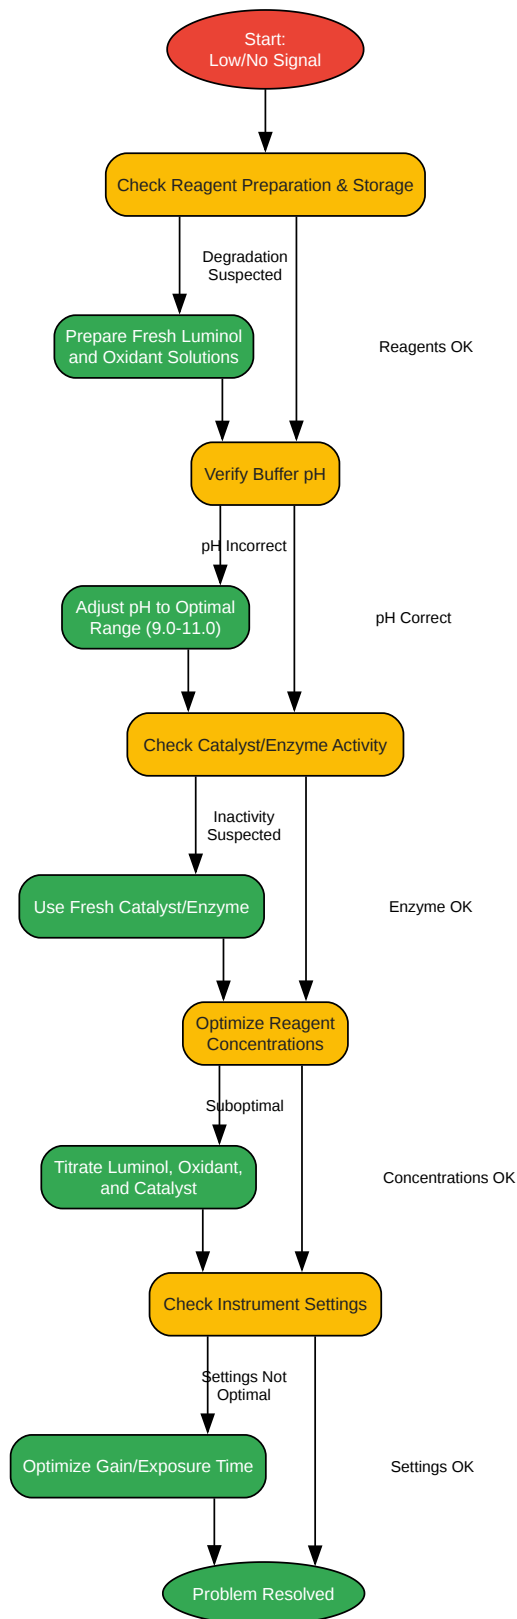 Start:
Low/No Signal
Check Reagent Preparation & Storage
Degradation
Suspected
Prepare Fresh Luminol
and Oxidant Solutions
Reagents OK
Verify Buffer pH
pH Incorrect
Adjust pH to Optimal
Range (9.0-11.0)
pH Correct
Check Catalyst/Enzyme Activity
Inactivity
Suspected
Use Fresh Catalyst/Enzyme
Enzyme OK
Optimize Reagent
Concentrations
Suboptimal
Titrate Luminol, Oxidant,
and Catalyst
Concentrations OK
Check Instrument Settings
Settings Not
Optimal
Optimize Gain/Exposure Time
Settings OK
Problem Resolved